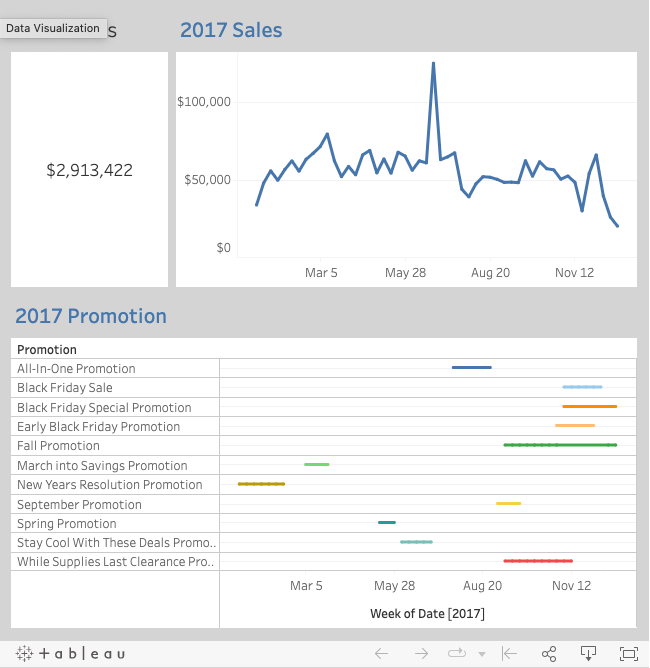 Data Visualization
s
2017 Sales
$2,913,422
$100,000
$50,000
$0
Mar 5
May 28
Aug 20
Nov 12
2017 Promotion
Promotion
All-In-One Promotion
Black Friday Sale
Black Friday Special Promotion
Early Black Friday Promotion
Fall Promotion
March into Savings Promotion
New Years Resolution Promotion
September Promotion
Spring Promotion
Stay Cool With These Deals Promo..
While Supplies Last Clearance Pro..
Mar 5
May 28
Aug 20
Nov 12
Week of Date [2017]
+ableau